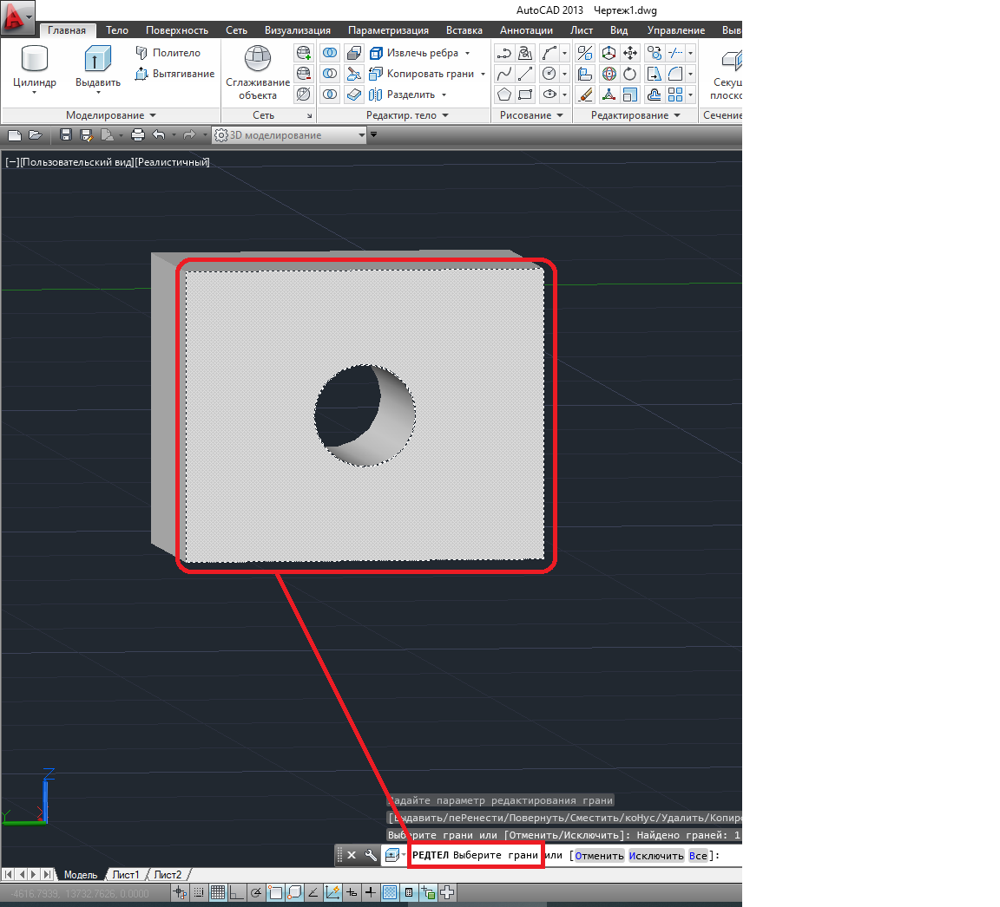 AutoCAD 2013 Чертеж1.dwg
Главная Тело Поверхность Сеть Визуализация Параметризация Вставка Аннотации Лист Вид Управление Выв
Политело
Вытягивание
Цилиндр Выдавить
Сглаживание
объекта
Извлечь ребра
Копировать грани
Разделить
Секу
плоско
Моделирование Сеть Редактир. тело Рисование Редактирование Сечение
3D моделирование
[−][Пользовательский вид][Реалистичный]
Z
Y
X
Задайте параметр редактирования грани
[Выдавить/пеРенести/Повернуть/Сместить/коНус/Удалить/Копиро
Выберите грани или [Отменить/Исключить]: Найдено граней: 1
РЕДТЕЛ Выберите грани или [Отменить Исключить Все]:
Модель Лист1 Лист2
-4616.7939, 13732.7626, 0.0000